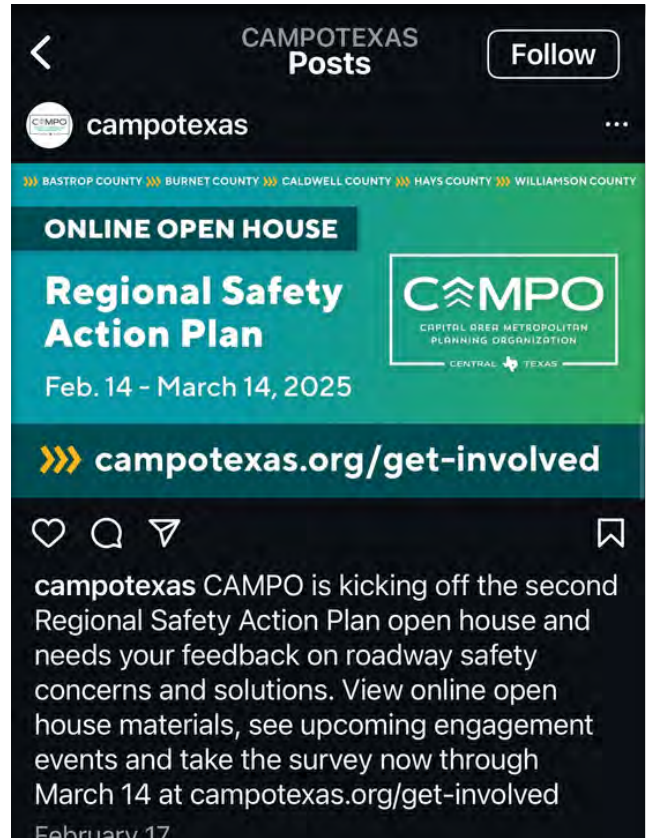 CAMPOTEXAS
Posts
Follow
CAMPO
campotexas
BASTROP COUNTY BURNET COUNTY CALDWELL COUNTY HAYS COUNTY WILLIAMSON COUNTY
ONLINE OPEN HOUSE
Regional Safety
Action Plan
Feb. 14 - March 14, 2025
CAMPO
CAPITAL AREA METROPOLITAN
PLANNING ORGANIZATION
CENTRAL TEXAS
campotexas.org/get-involved
campotexas CAMPO is kicking off the second
Regional Safety Action Plan open house and
needs your feedback on roadway safety
concerns and solutions. View online open
house materials, see upcoming engagement
events and take the survey now through
March 14 at campotexas.org/get-involved
February 17